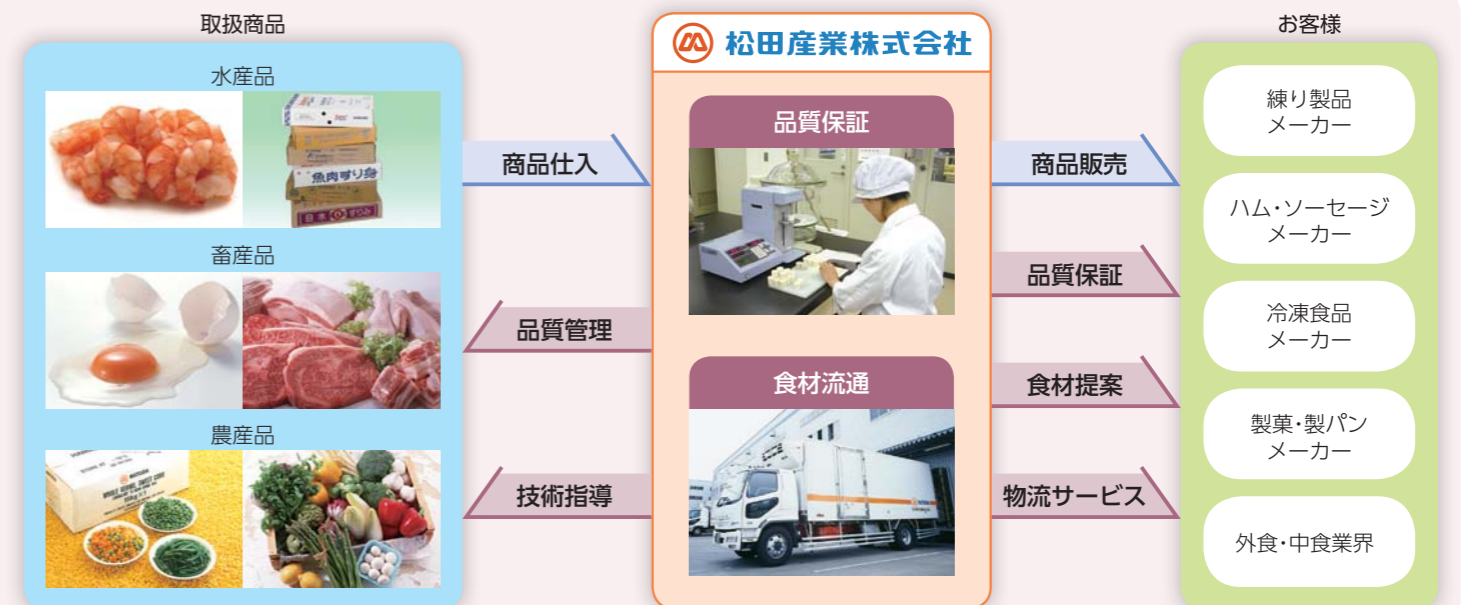 取扱商品
水産品
魚肉すり身
畜産品
農産品
商品仕入
品質管理
技術指導
松田産業株式会社
品質保証
食材流通
商品販売
品質保証
食材提案
物流サービス
お客様
練り製品
メーカー
ハム・ソーセージ
メーカー
冷凍食品
メーカー
製菓・製パン
メーカー
外食・中食業界